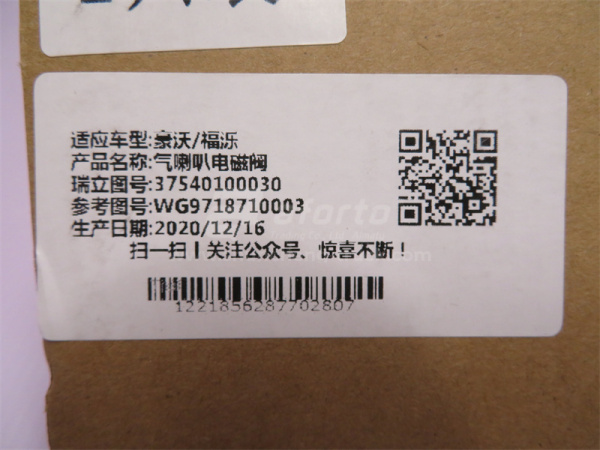 适应车型:豪沃/福泺
产品名称:气喇叭电磁阀
瑞立图号:37540100030
参考图号:WG9718710003
生产日期:2020/12/16
扫一扫！关注公众号、惊喜不断！
1221856287702807